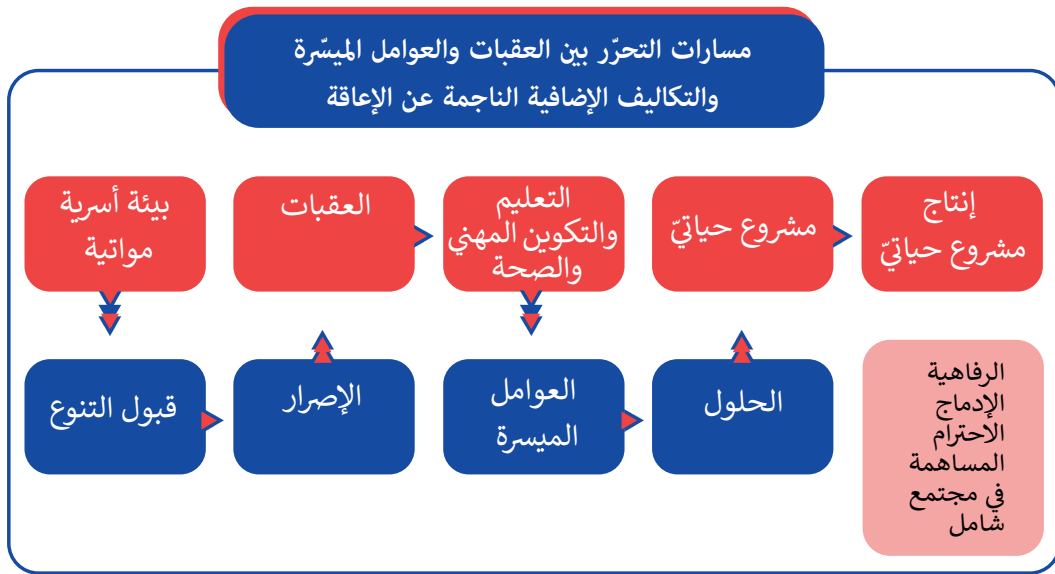 مسارات التحرّر بين العقبات والعوامل الميسّرة
والتكاليف الإضافية الناجمة عن الإعاقة
بيئة أسرية
مواتية
العقبات
التعليم
والتكوين المهني
والصحة
مشروع حياتيّ
إنتاج
مشروع حياتيّ
قبول التنوع
الإصرار
العوامل
الميسرة
الحلول
الرفاهية
الإدماج
الاحترام
المساهمة
في مجتمع
شامل